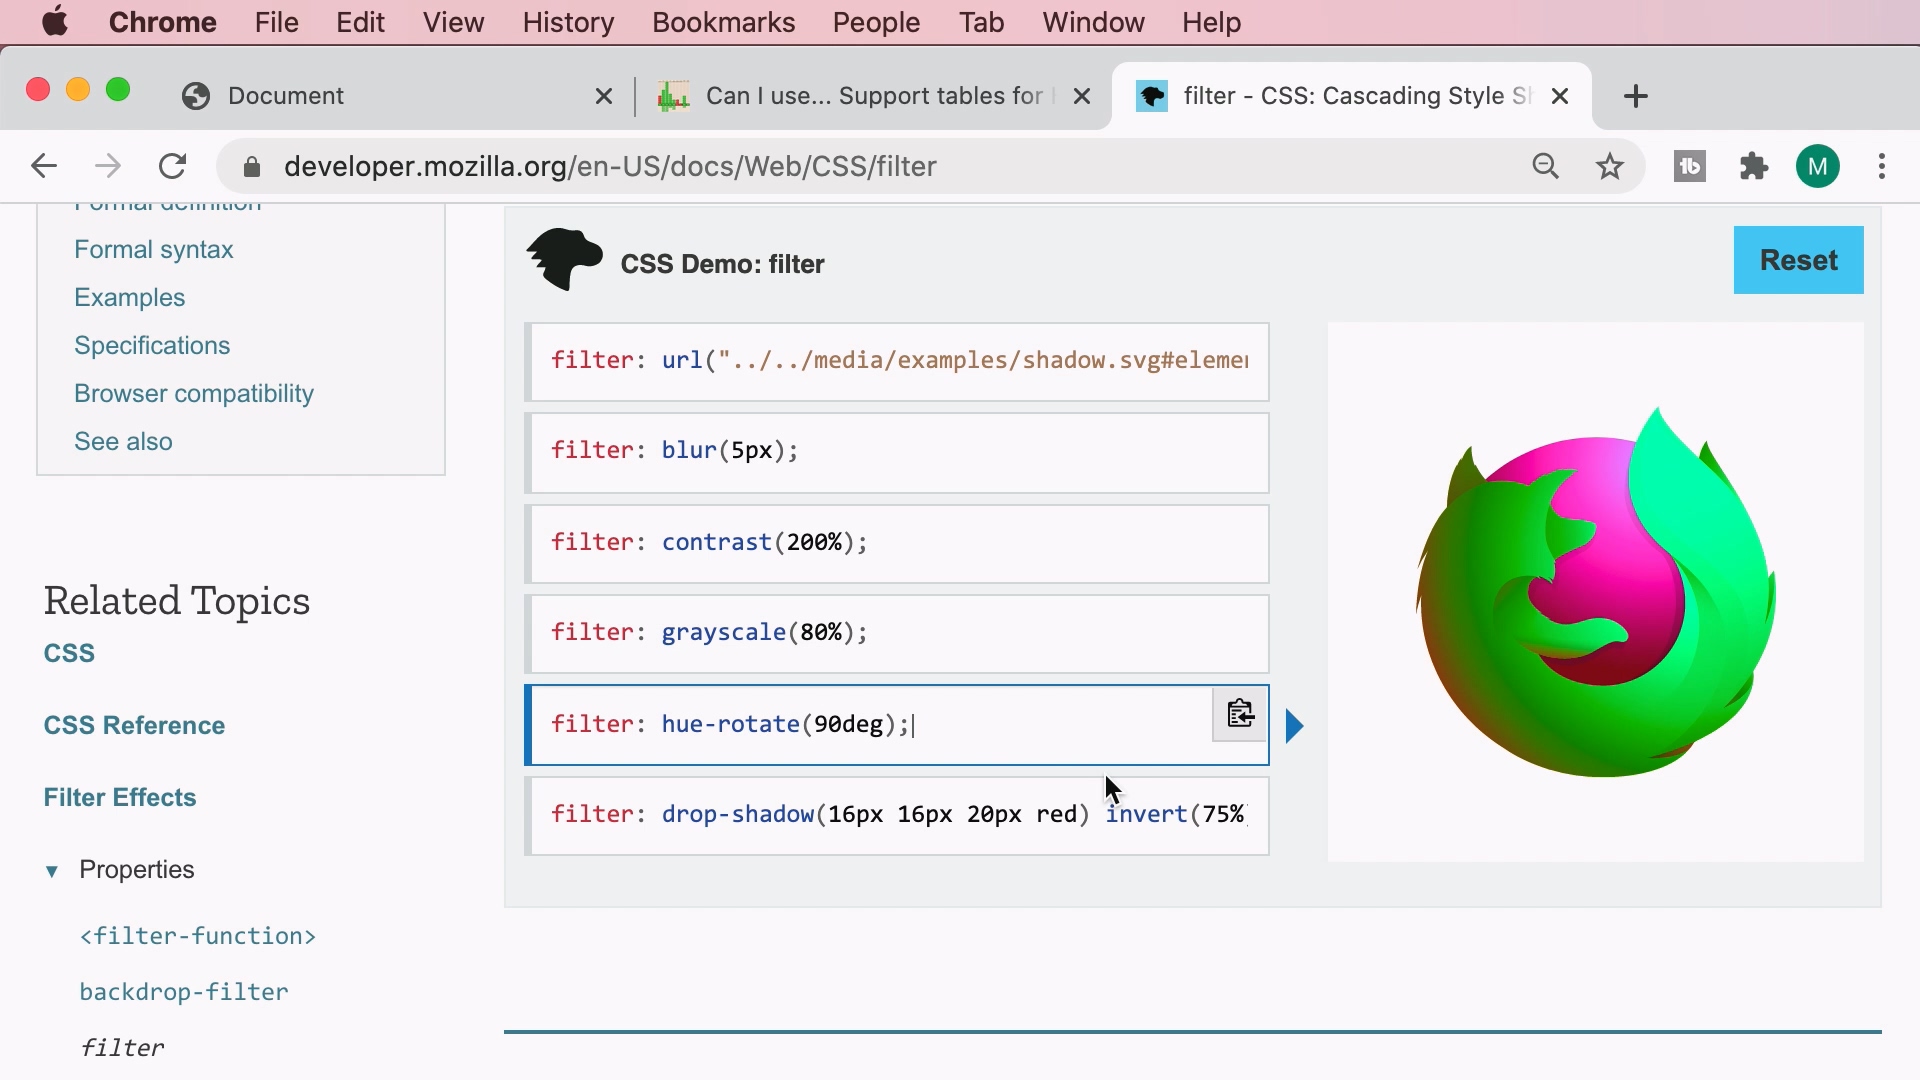 Chrome File Edit View History Bookmarks People Tab Window Help
Document
Can I use... Support tables for
filter - CSS: Cascading Style
developer.mozilla.org/en-US/docs/Web/CSS/filter
M
Formal definition
Formal syntax
Examples
Specifications
Browser compatibility
See also
Related Topics
CSS
CSS Reference
Filter Effects
Properties
<filter-function>
backdrop-filter
filter
CSS Demo: filter
Reset
filter: url("../../media/examples/shadow.svg#elemen
filter: blur(5px);
filter: contrast(200%);
filter: grayscale(80%);
filter: hue-rotate(90deg);
filter: drop-shadow(16px 16px 20px red) invert(75%)